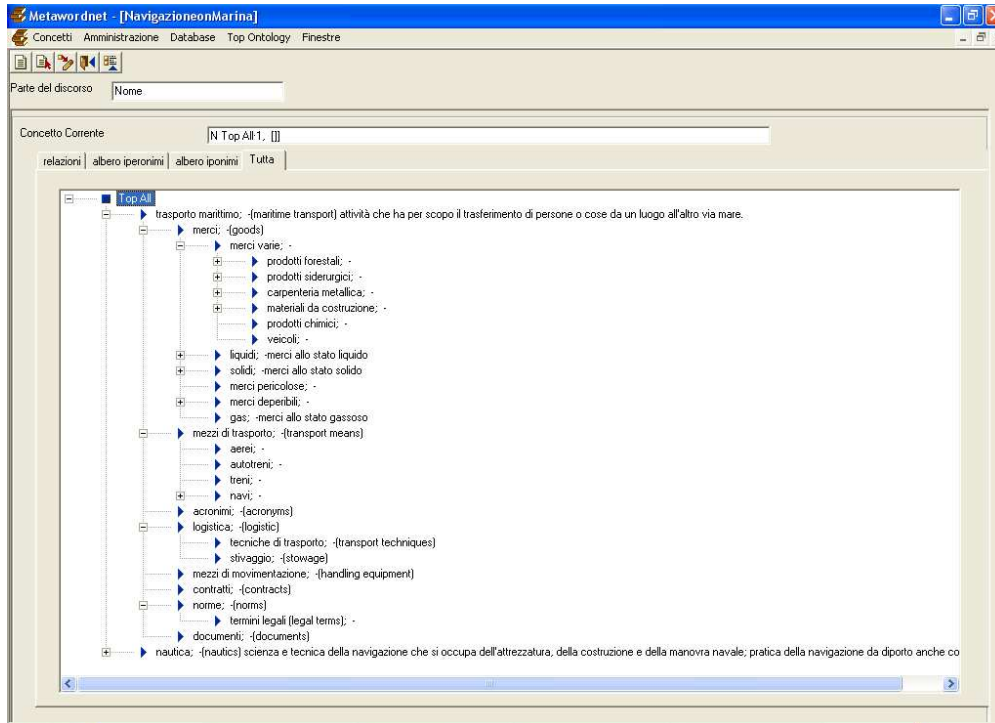 Metawordnet - [NavigazioneonMarina]
Concetti Amministrazione Database Top Ontology Finestre
Parte del discorso Nome
Concetto Corrente N Top All·1, []]
relazioni albero iperonimi albero iponimi Tutta
Top All
trasporto marittimo; -(maritime transport) attività che ha per scopo il trasferimento di persone o cose da un luogo all'altro via mare.
merci; -(goods)
merci varie; -
prodotti forestali; -
prodotti siderurgici; -
carpenteria metallica; -
materiali da costruzione; -
prodotti chimici; -
veicoli; -
liquidi; -merci allo stato liquido
solidi; -merci allo stato solido
merci pericolose; -
merci deperibili; -
gas; -merci allo stato gassoso
mezzi di trasporto; -(transport means)
aerei; -
autotreni; -
treni; -
navi; -
acronimi; -(acronyms)
logistica; -(logistic)
tecniche di trasporto; -(transport techniques)
stivaggio; -(stowage)
mezzi di movimentazione; -(handling equipment)
contratti; -(contracts)
norme; -(norms)
termini legali (legal terms); -
documenti; -(documents)
nautica; -(nautics) scienza e tecnica della navigazione che si occupa dell'attrezzatura, della costruzione e della manovra navale; pratica della navigazione da diporto anche co